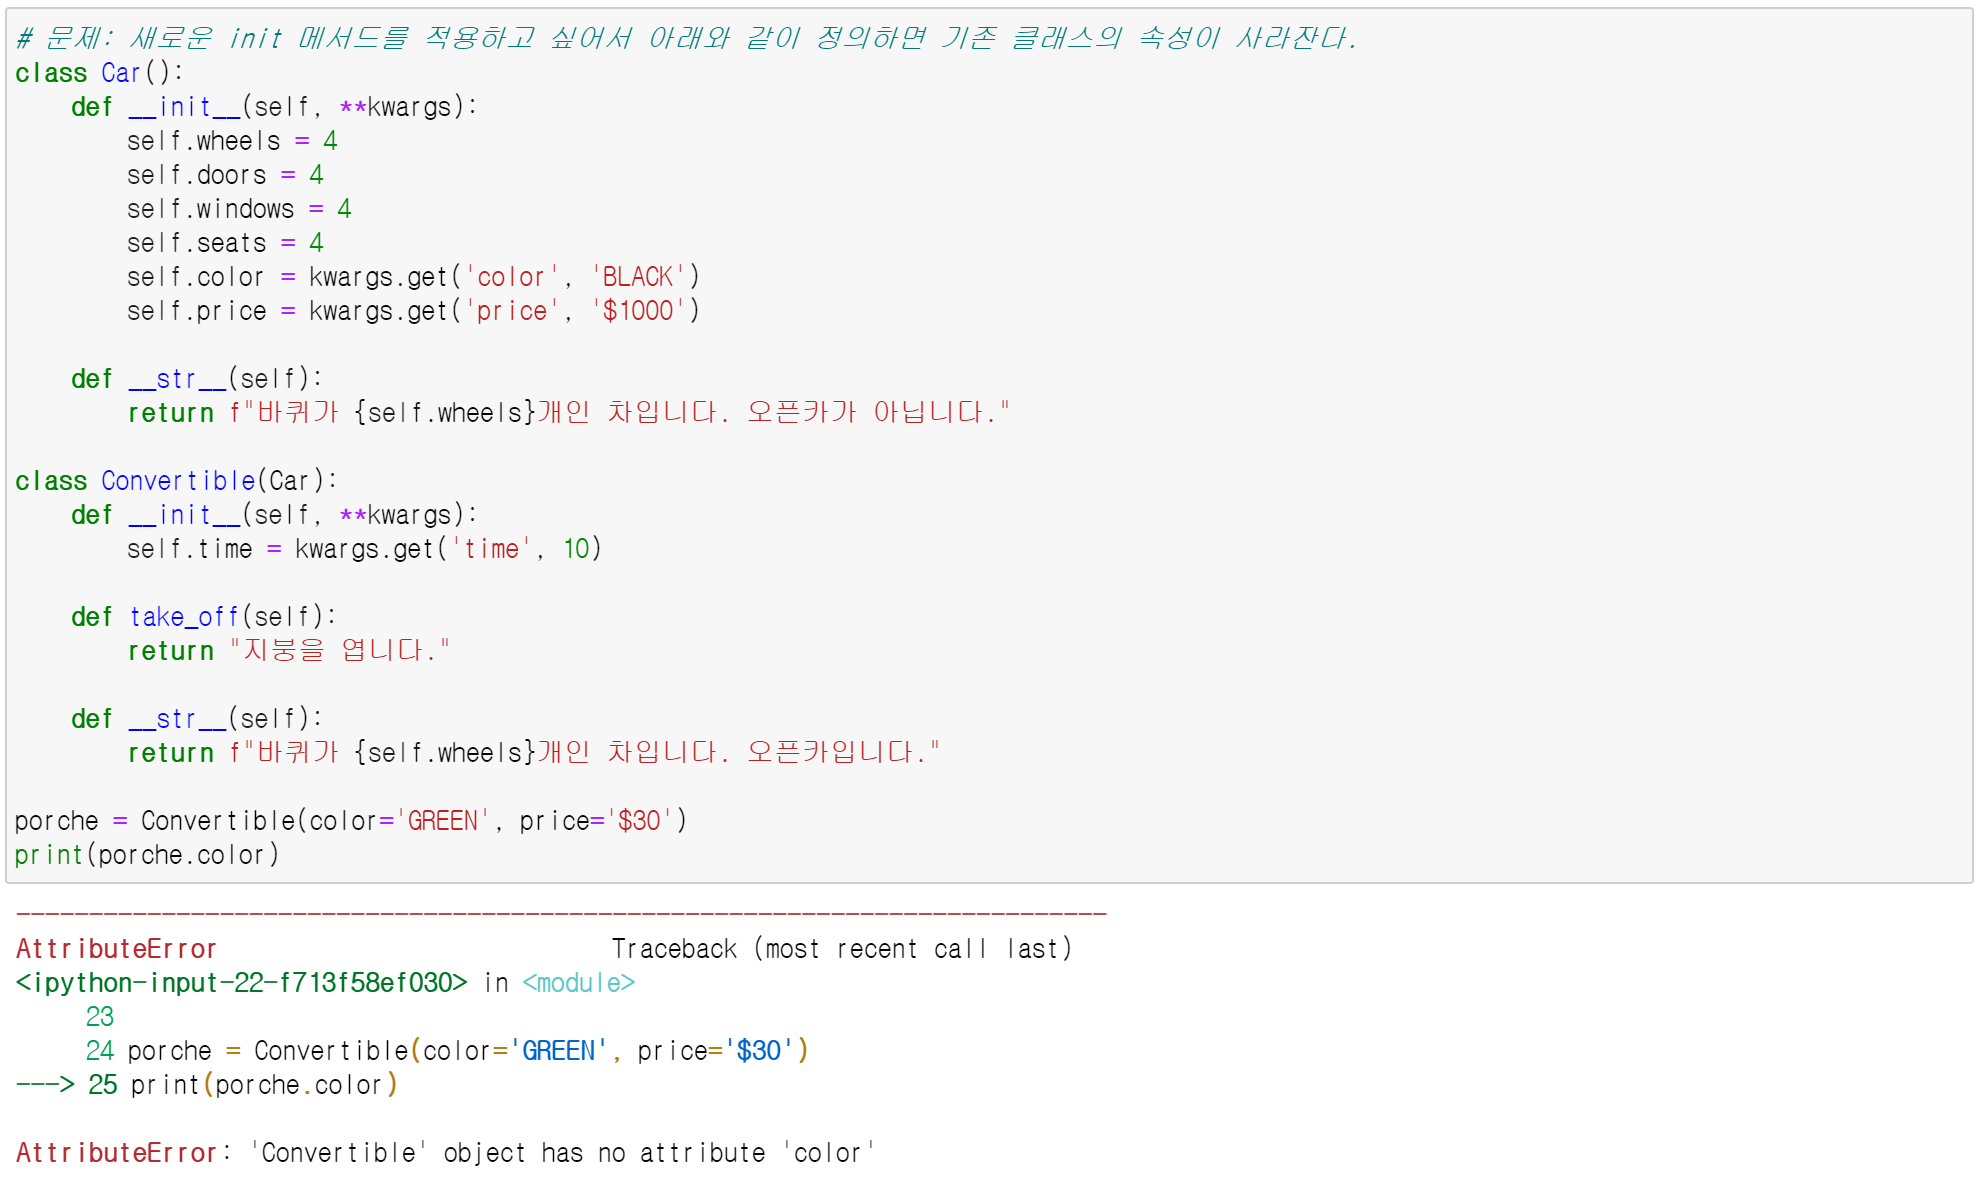 # 문제: 새로운 init 메서드를 적용하고 싶어서 아래와 같이 정의하면 기존 클래스의 속성이 사라잔다.
class Car():
    def __init__(self, **kwargs):
        self.wheels = 4
        self.doors = 4
        self.windows = 4
        self.seats = 4
        self.color = kwargs.get('color', 'BLACK')
        self.price = kwargs.get('price', '$1000')
    def __str__(self):
        return f"바퀴가 {self.wheels}개인 차입니다. 오픈카가 아닙니다."
class Convertible(Car):
    def __init__(self, **kwargs):
        self.time = kwargs.get('time', 10)
    def take_off(self):
        return "지붕을 엽니다."
    def __str__(self):
        return f"바퀴가 {self.wheels}개인 차입니다. 오픈카입니다."
porche = Convertible(color='GREEN', price='$30')
print(porche.color)
---------------------------------------------------------------------------
AttributeError                            Traceback (most recent call last)
<ipython-input-22-f713f58ef030> in <module>
     23
     24 porche = Convertible(color='GREEN', price='$30')
---> 25 print(porche.color)
AttributeError: 'Convertible' object has no attribute 'color'